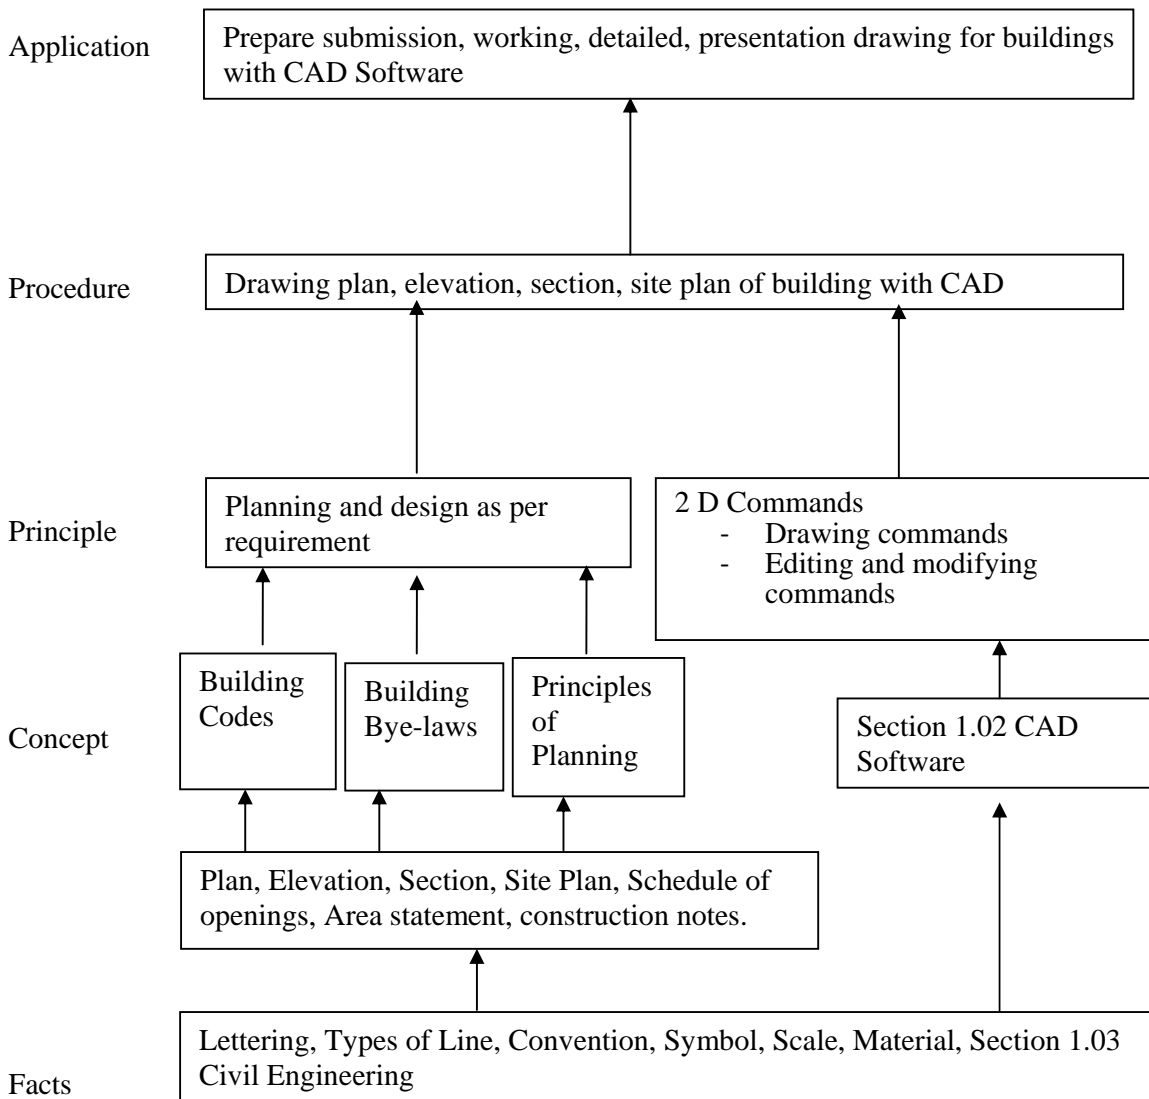 Application
Prepare submission, working, detailed, presentation drawing for buildings
with CAD Software
Procedure
Drawing plan, elevation, section, site plan of building with CAD
Principle
Planning and design as per
requirement
2 D Commands
- Drawing commands
- Editing and modifying
commands
Concept
Building
Codes
Building
Bye-laws
Principles
of
Planning
Section 1.02 CAD
Software
Plan, Elevation, Section, Site Plan, Schedule of
openings, Area statement, construction notes.
Facts
Lettering, Types of Line, Convention, Symbol, Scale, Material, Section 1.03
Civil Engineering